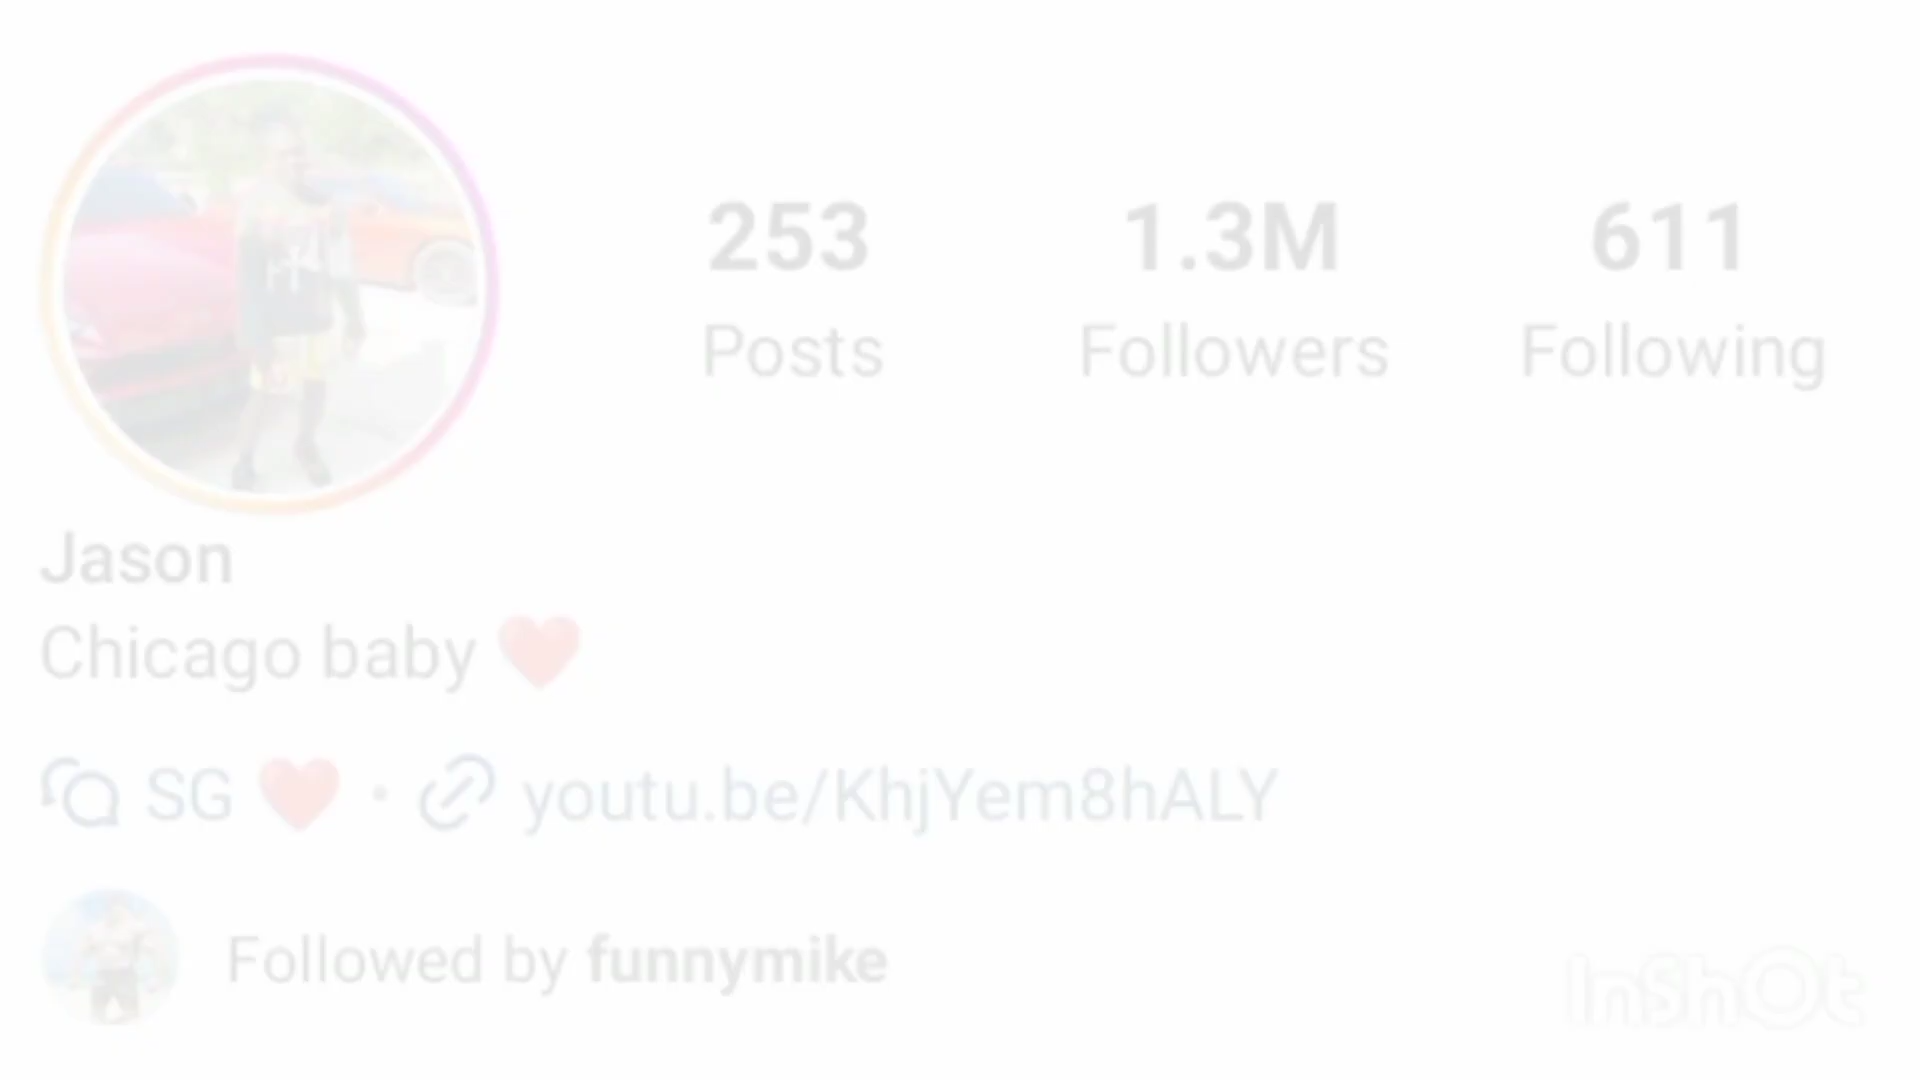 253 1.3M 611
Posts Followers Following
Jason
Chicago baby ❤️
SG ❤️ • youtu.be/KhjYem8hALY
Followed by funnymike
InShOt